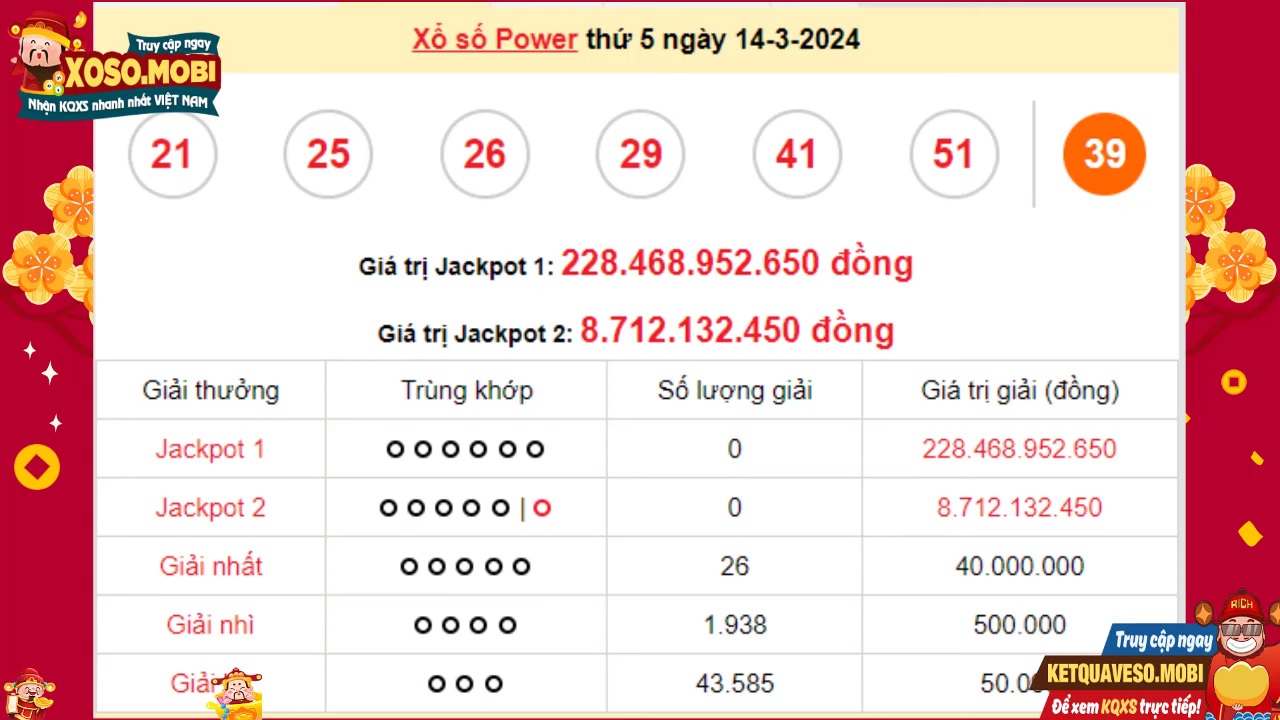 Truy cập ngay
XOSO.MOBI
Nhận KQXS nhanh nhất VIỆT NAM
Xổ số Power thứ 5 ngày 14-3-2024
21 25 26 29 41 51 39
Giá trị Jackpot 1: 228.468.952.650 đồng
Giá trị Jackpot 2: 8.712.132.450 đồng
Giải thưởng Trùng khớp Số lượng giải Giá trị giải (đồng)
Jackpot 1 0 228.468.952.650
Jackpot 2 | 0 8.712.132.450
Giải nhất 26 40.000.000
Giải nhì 1.938 500.000
Giải 43.585
RICH
Truy cập ngay
KETQUAVESO.MOBI
Để xem KQXS trực tiếp!